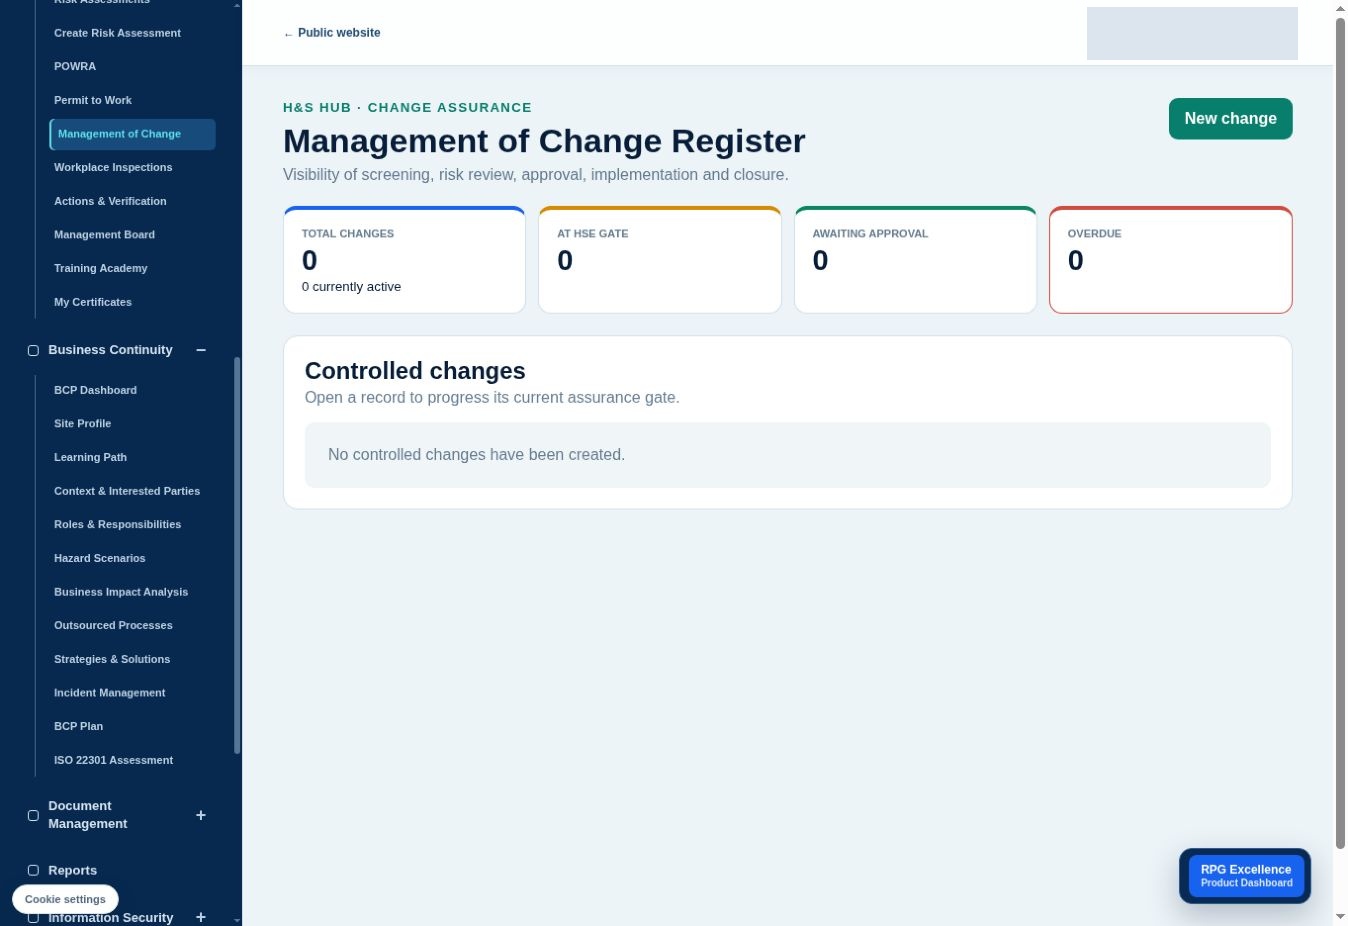 Risk Assessments
Create Risk Assessment
POWRA
Permit to Work
Management of Change
Workplace Inspections
Actions & Verification
Management Board
Training Academy
My Certificates
Business Continuity −
BCP Dashboard
Site Profile
Learning Path
Context & Interested Parties
Roles & Responsibilities
Hazard Scenarios
Business Impact Analysis
Outsourced Processes
Strategies & Solutions
Incident Management
BCP Plan
ISO 22301 Assessment
Document
Management +
Reports
Cookie settings
Information Security +
← Public website
H&S HUB · CHANGE ASSURANCE
Management of Change Register
Visibility of screening, risk review, approval, implementation and closure.
New change
TOTAL CHANGES
0
0 currently active
AT HSE GATE
0
AWAITING APPROVAL
0
OVERDUE
0
Controlled changes
Open a record to progress its current assurance gate.
No controlled changes have been created.
RPG Excellence
Product Dashboard